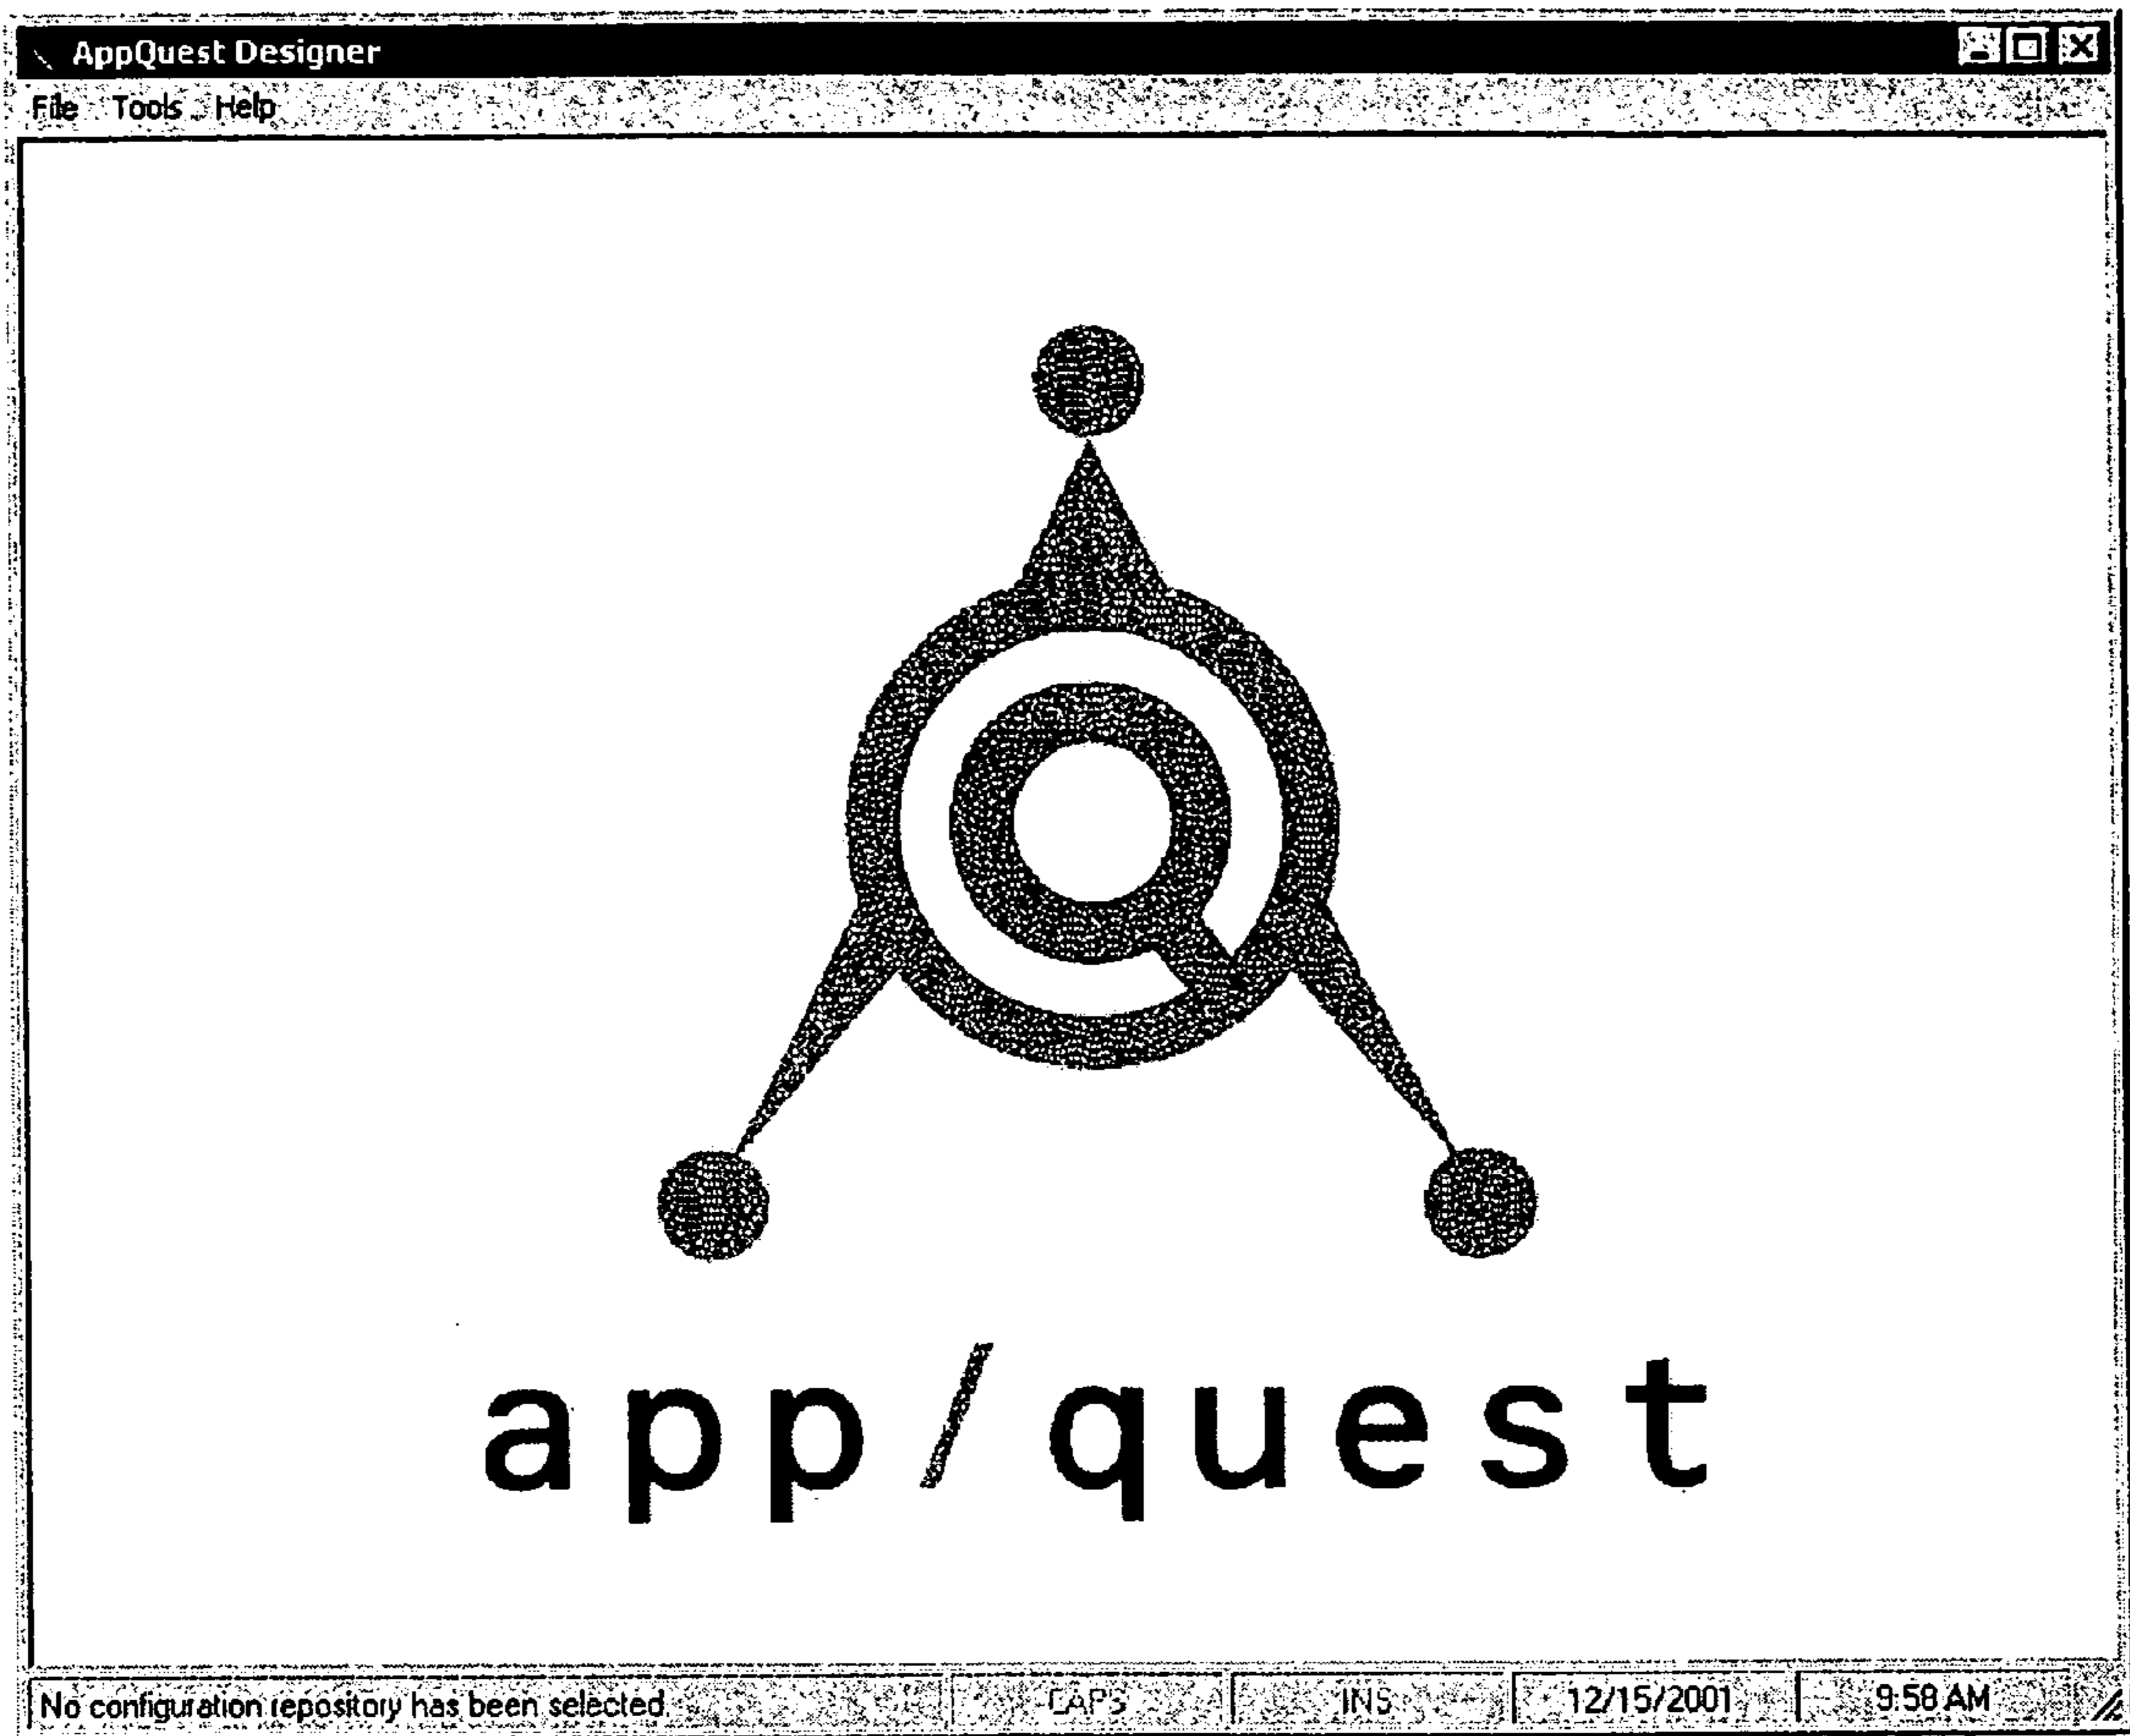 AppQuest Designer
File Tools Help
app/quest
No configuration repository has been selected CAPS INS 12/15/2001 9:58 AM